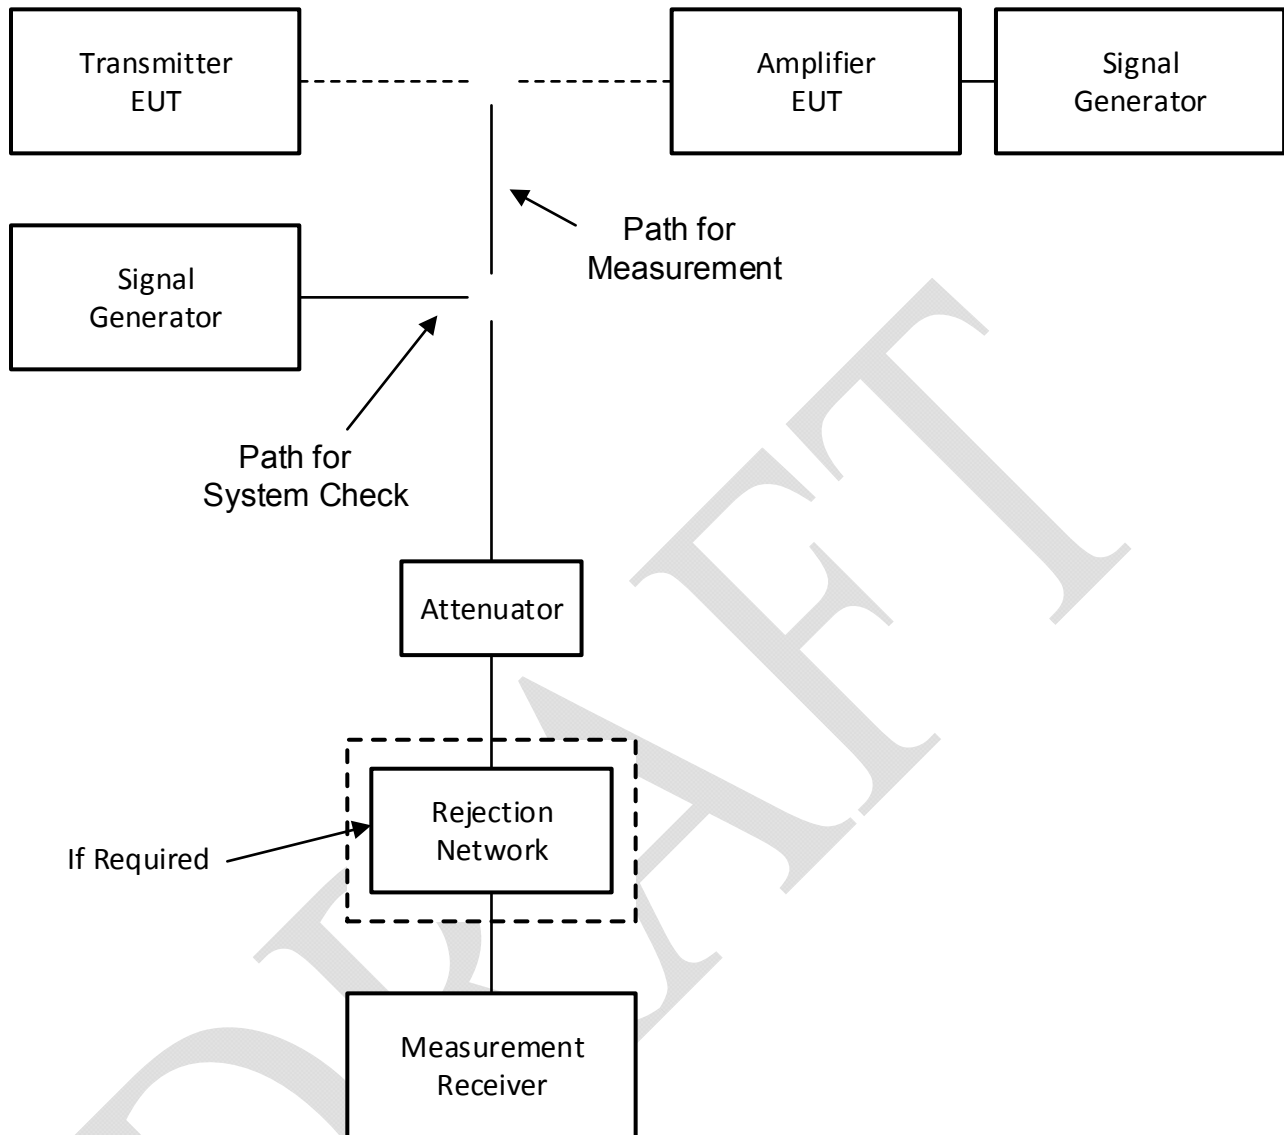 Transmitter
EUT
Amplifier
EUT
Signal
Generator
Path for
Measurement
Signal
Generator
Path for
System Check
Attenuator
Rejection
Network
If Required
Measurement
Receiver
DRAFT